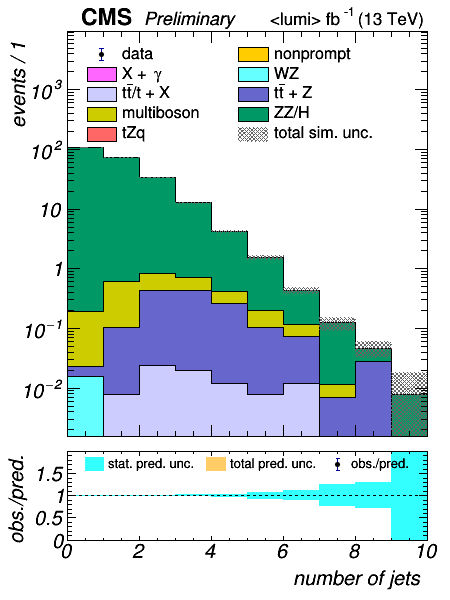 CMS Preliminary <lumi> fb⁻¹ (13 TeV)
events / 1
data nonprompt
X + γ WZ
tt̄/t + X tt̄ + Z
multiboson ZZ/H
tZq total sim. unc.
10³
10²
10
1
10⁻¹
10⁻²
obs./pred.
stat. pred. unc. total pred. unc. obs./pred.
1.5
1
0.5
0
0 2 4 6 8 10
number of jets